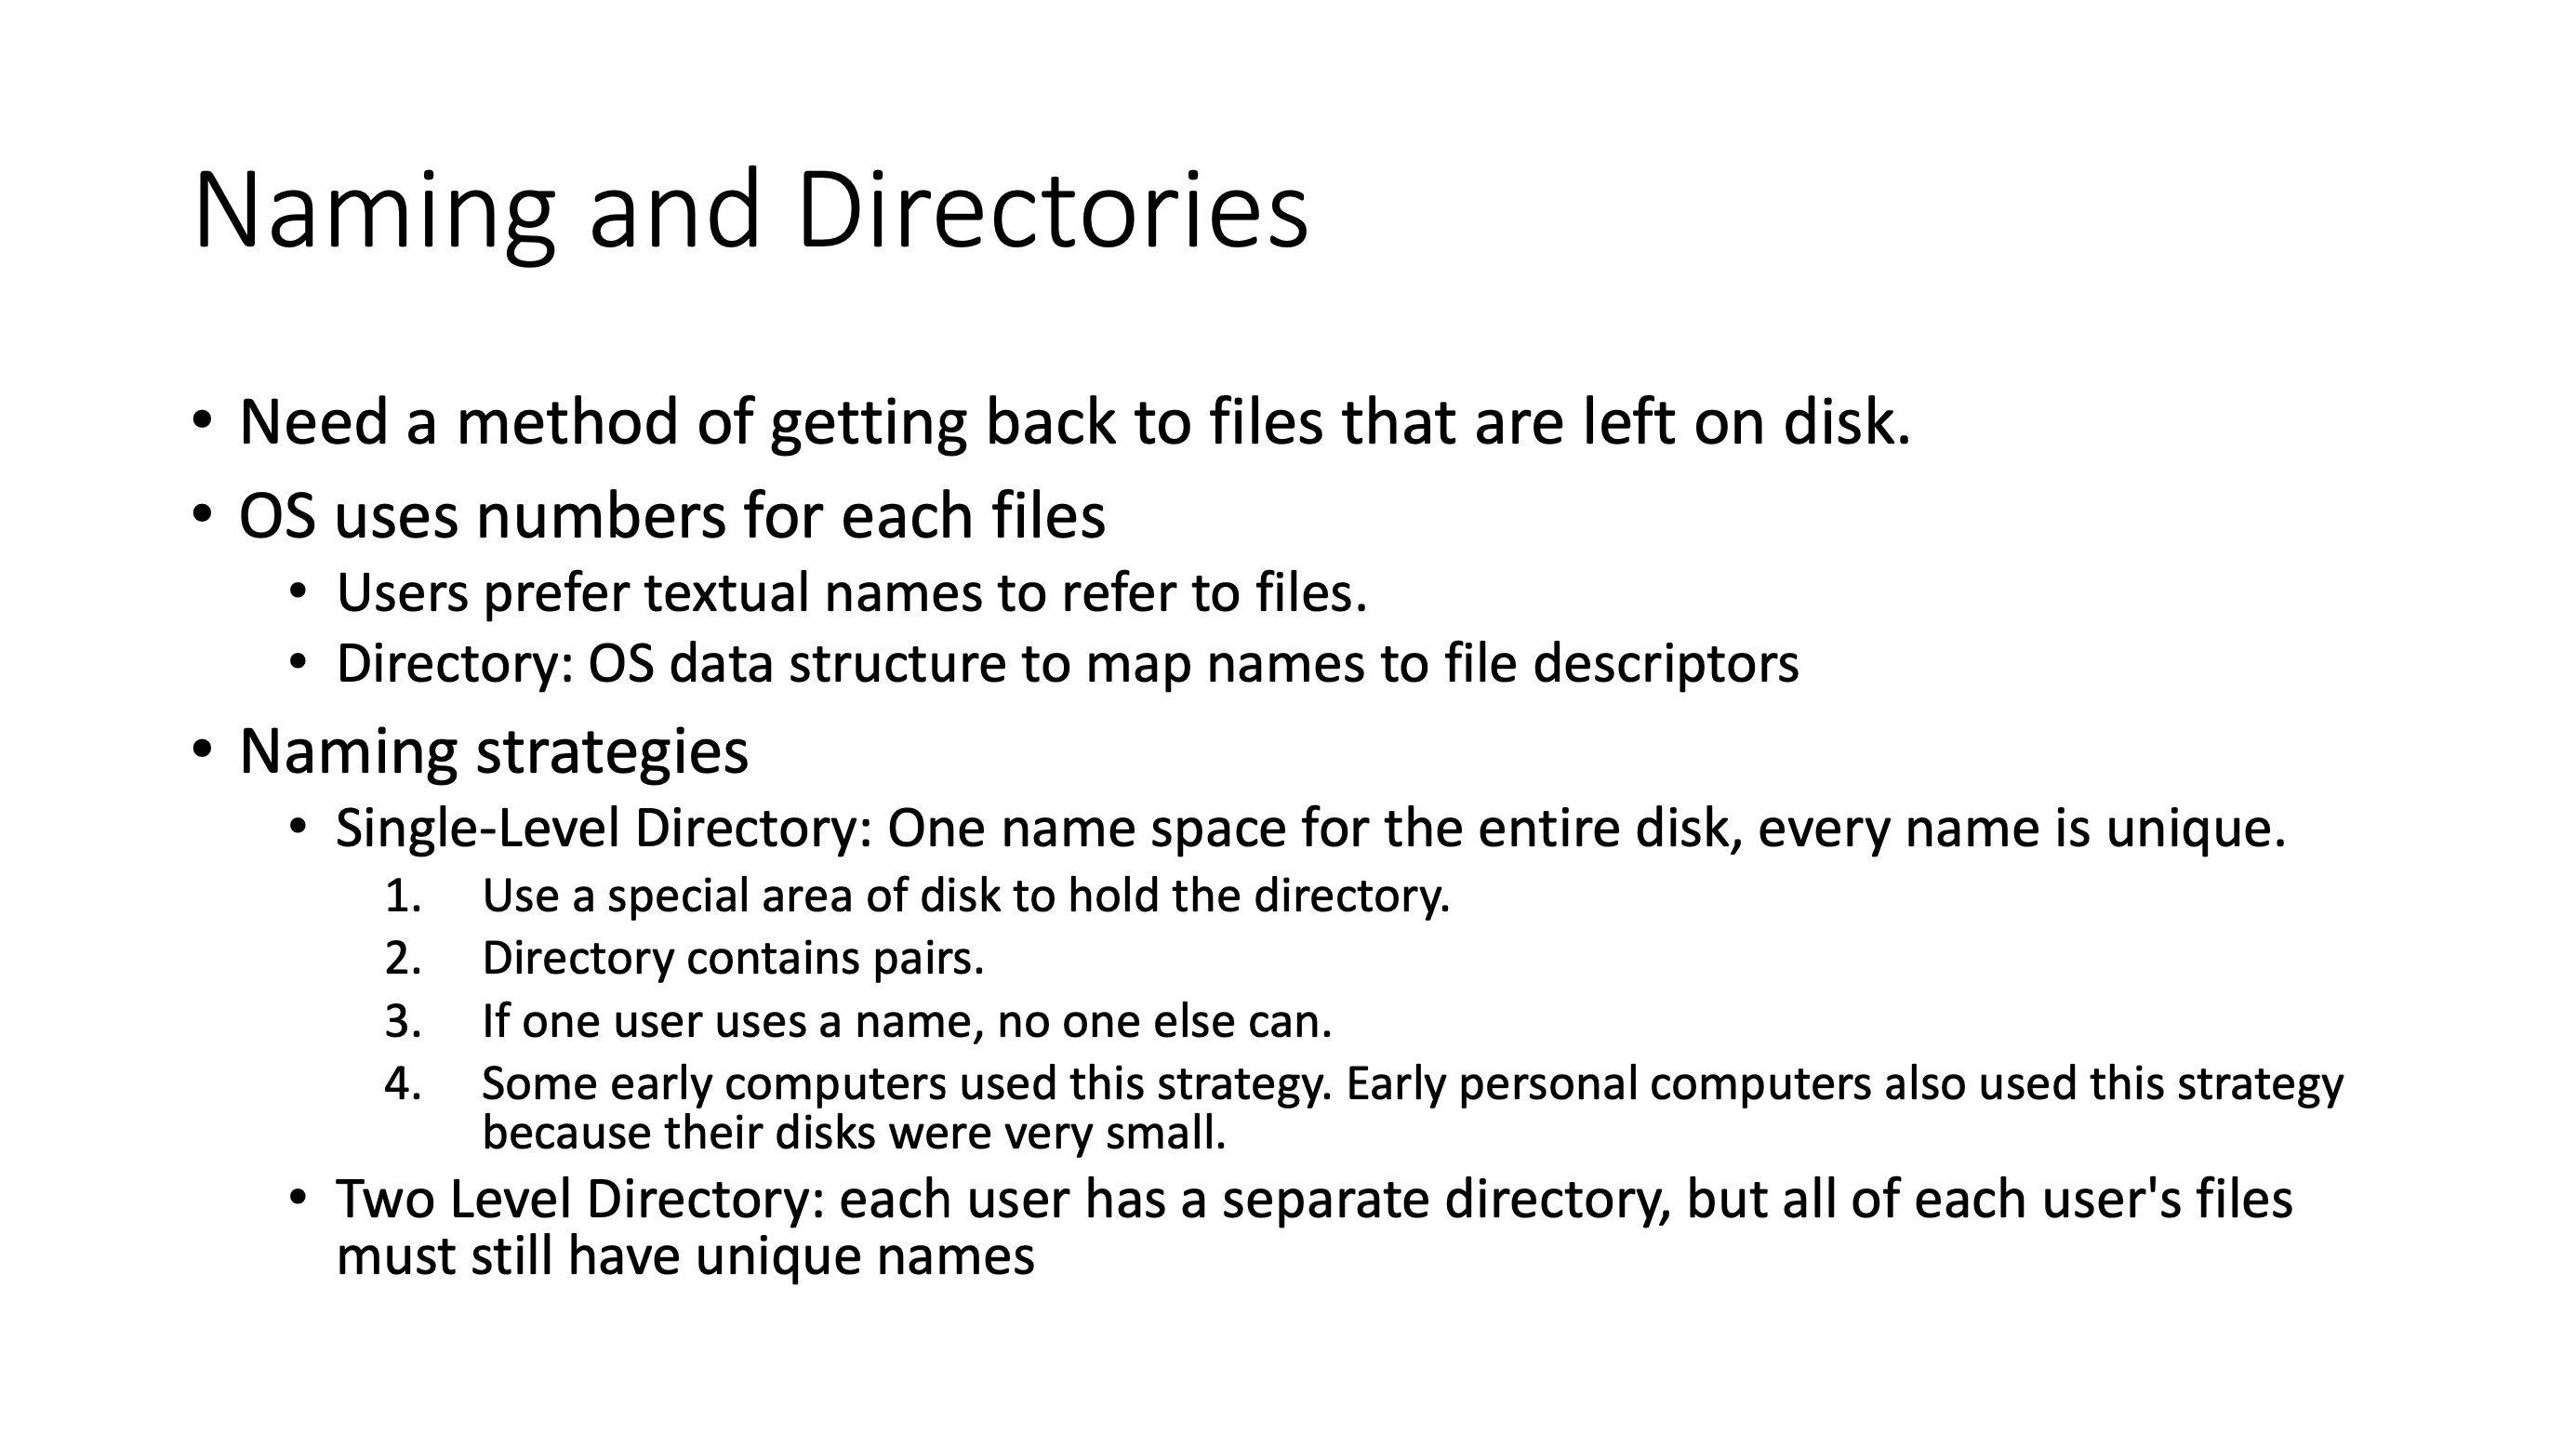 Naming and Directories
• Need a method of getting back to files that are left on disk.
• OS uses numbers for each files
• Users prefer textual names to refer to files.
• Directory: OS data structure to map names to file descriptors
• Naming strategies
• Single-Level Directory: One name space for the entire disk, every name is unique.
1. Use a special area of disk to hold the directory.
2. Directory contains pairs.
3. If one user uses a name, no one else can.
4. Some early computers used this strategy. Early personal computers also used this strategy
because their disks were very small.
• Two Level Directory: each user has a separate directory, but all of each user's files
must still have unique names